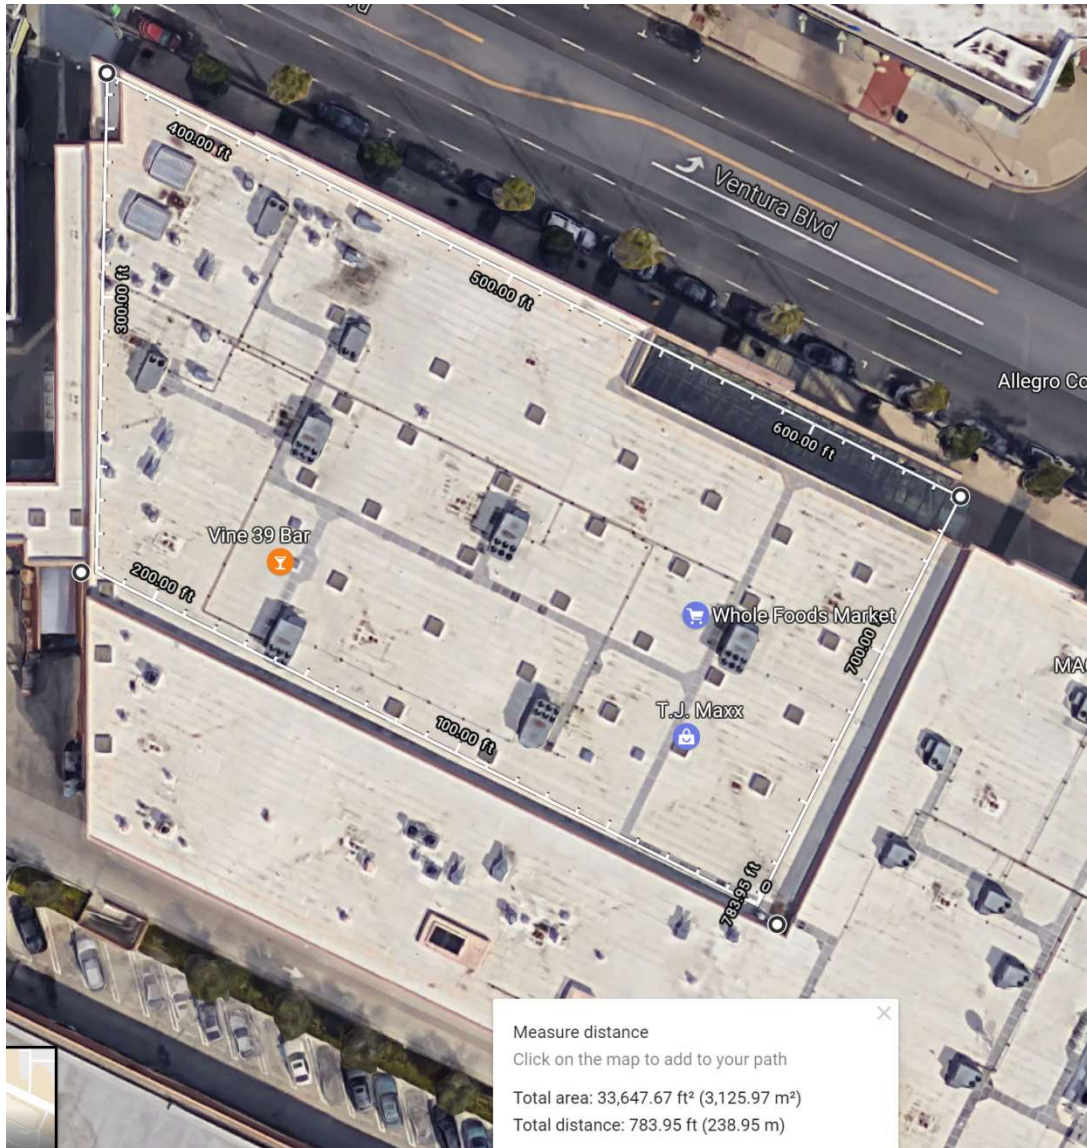 400.00 ft
Ventura Blvd
300.00 ft
500.00 ft
Allegro Co
600.00 ft
Vine 39 Bar
200.00 ft
Whole Foods Market
700.00 f
MA
T.J. Maxx
100.00 ft
783.95 ft
0
Measure distance
Click on the map to add to your path
Total area: 33,647.67 ft² (3,125.97 m²)
Total distance: 783.95 ft (238.95 m)